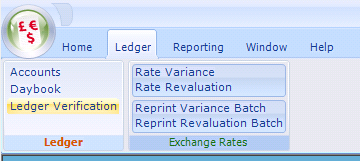 £ €
$
Home Ledger Reporting Window Help
Accounts
Daybook
Ledger Verification
Ledger
Rate Variance
Rate Revaluation
Reprint Variance Batch
Reprint Revaluation Batch
Exchange Rates